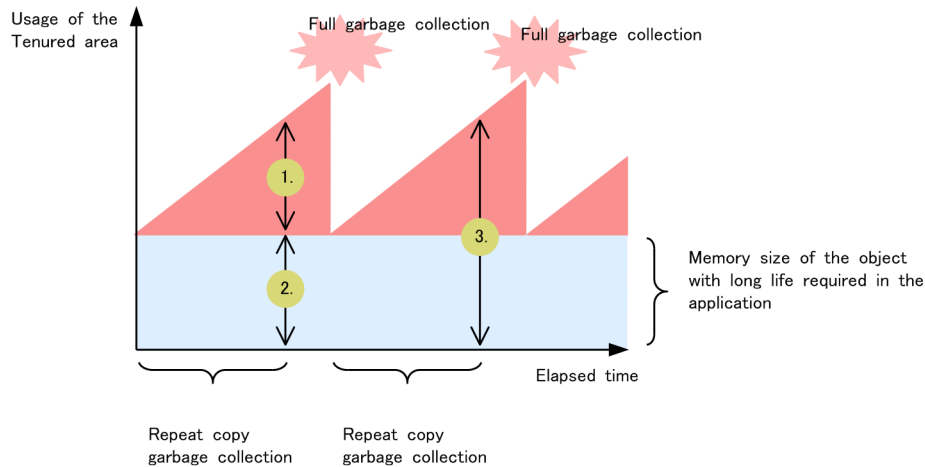 Usage of the
Tenured area
Full garbage collection
Full garbage collection
1.
2.
3.
Memory size of the object
with long life required in the
application
Elapsed time
Repeat copy
garbage collection
Repeat copy
garbage collection